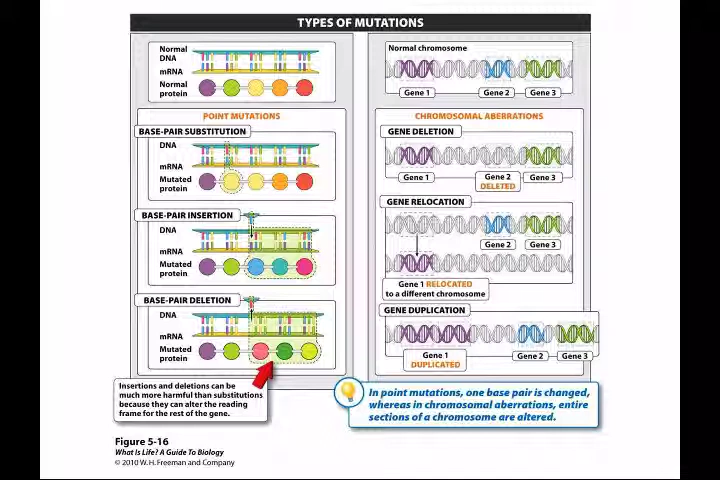 TYPES OF MUTATIONS
Normal
DNA
mRNA
Normal
protein
POINT MUTATIONS
BASE-PAIR SUBSTITUTION
DNA
mRNA
Mutated
protein
BASE-PAIR INSERTION
DNA
mRNA
Mutated
protein
BASE-PAIR DELETION
DNA
mRNA
Mutated
protein
Insertions and deletions can be
much more harmful than substitutions
because they can alter the reading
frame for the rest of the gene.
Normal chromosome
Gene 1 Gene 2 Gene 3
CHROMOSOMAL ABERRATIONS
GENE DELETION
Gene 1 Gene 2 Gene 3
DELETED
GENE RELOCATION
Gene 2 Gene 3
Gene 1 RELOCATED
to a different chromosome
GENE DUPLICATION
Gene 1 Gene 2 Gene 3
DUPLICATED
In point mutations, one base pair is changed,
whereas in chromosomal aberrations, entire
sections of a chromosome are altered.
Figure 5-16
What Is Life? A Guide To Biology
© 2010 W. H. Freeman and Company